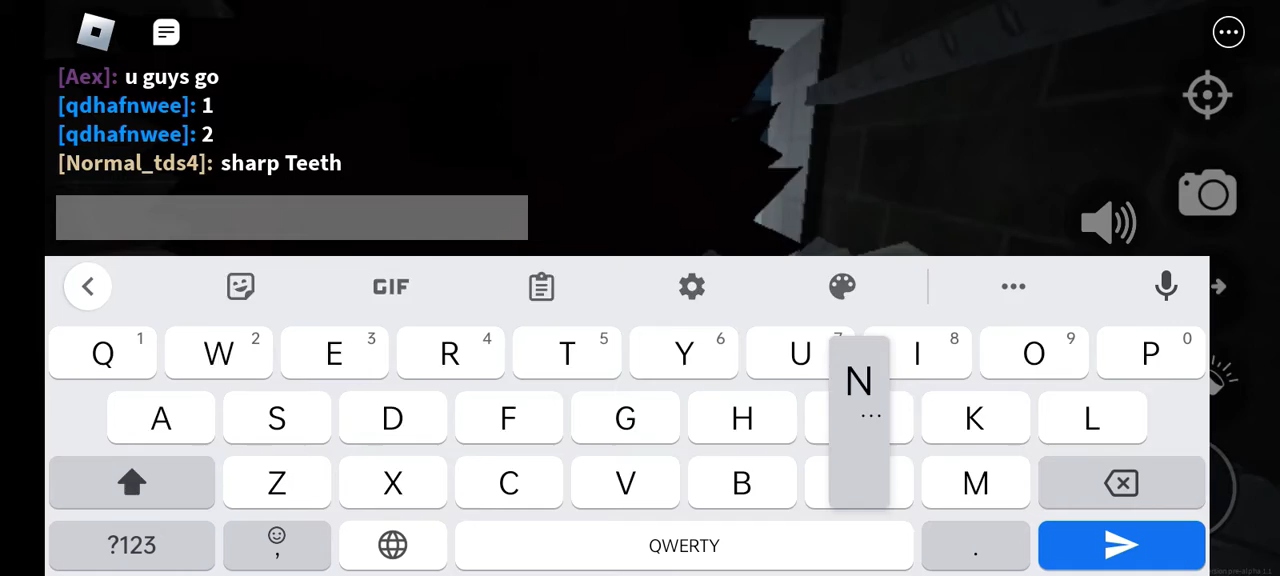 [Aex]: u guys go
[qdhafnwee]: 1
[qdhafnwee]: 2
[Normal_tds4]: sharp Teeth
GIF
Q 1 W 2 E 3 R 4 T 5 Y 6 U I 8 O 9 P 0
N
A S D F G H K L
Z X C V B M
?123 , QWERTY .